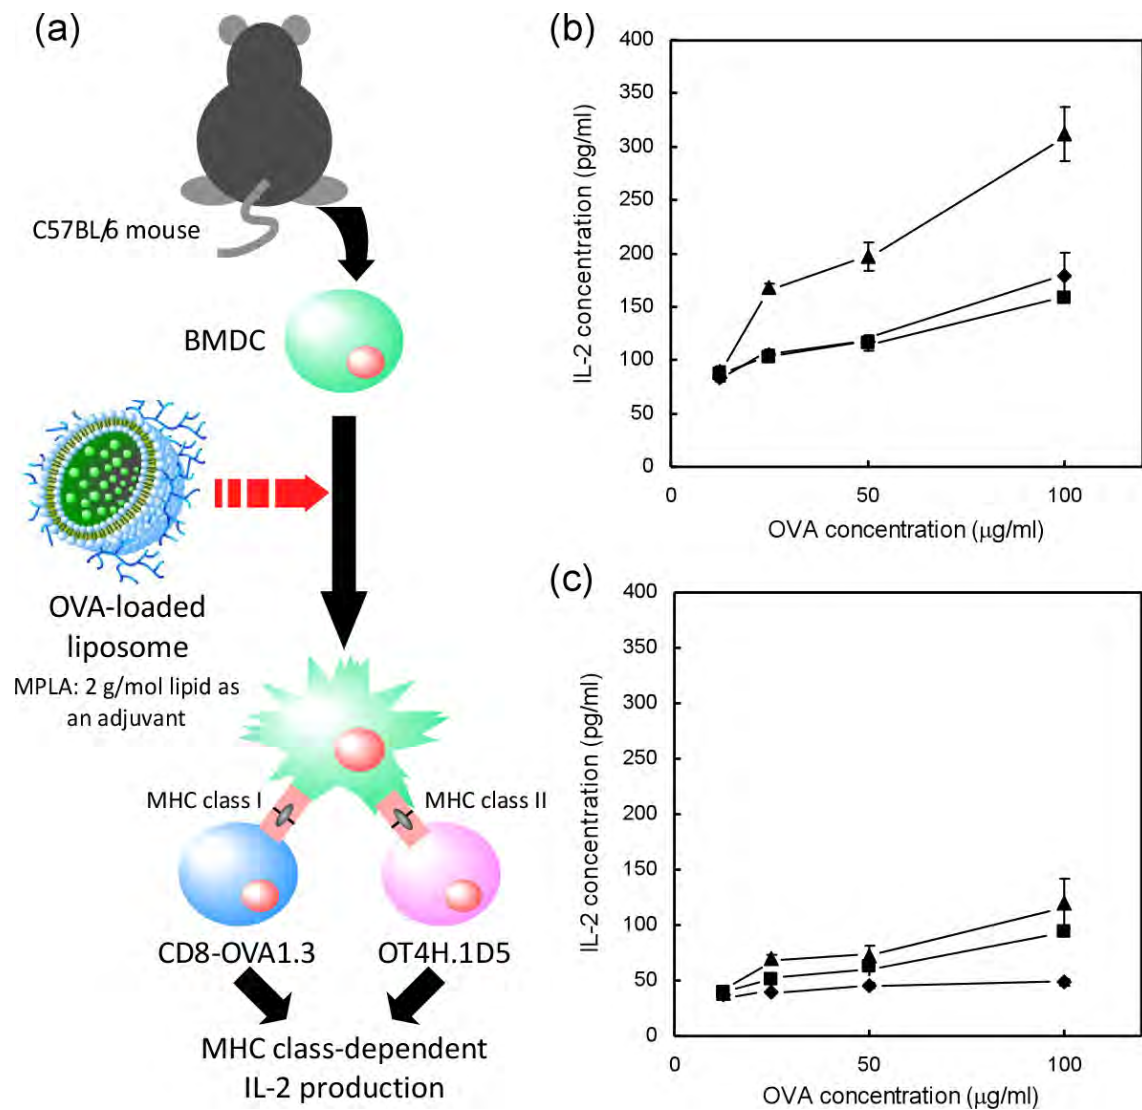 (a)
C57BL/6 mouse
BMDC
OVA-loaded
liposome
MPLA: 2 g/mol lipid as
an adjuvant
MHC class I
MHC class II
CD8-OVA1.3
OT4H.1D5
MHC class-dependent
IL-2 production
(b)
IL-2 concentration (pg/ml)
400
350
300
250
200
150
100
50
0
0 50 100
OVA concentration (μg/ml)
(c)
IL-2 concentration (pg/ml)
400
350
300
250
200
150
100
50
0
0 50 100
OVA concentration (μg/ml)